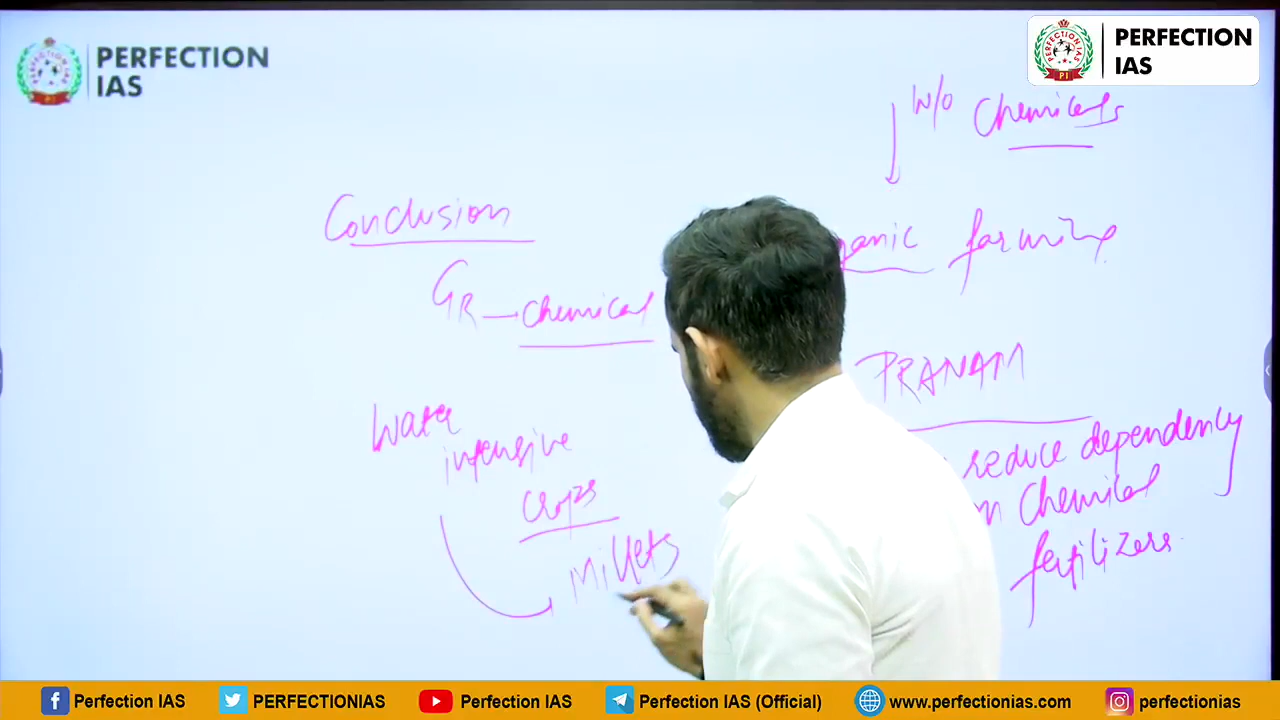 PERFECTION
IAS
PERFECTION
IAS
W/O Chemicals
Conclusion
ganic farming
GR chemical
PRANAM
Water
intensive
crops
reduce dependency
on Chemical
fertilizers
Millets
Perfection IAS
PERFECTIONIAS
Perfection IAS
Perfection IAS (Official)
www.perfectionias.com
perfectionias